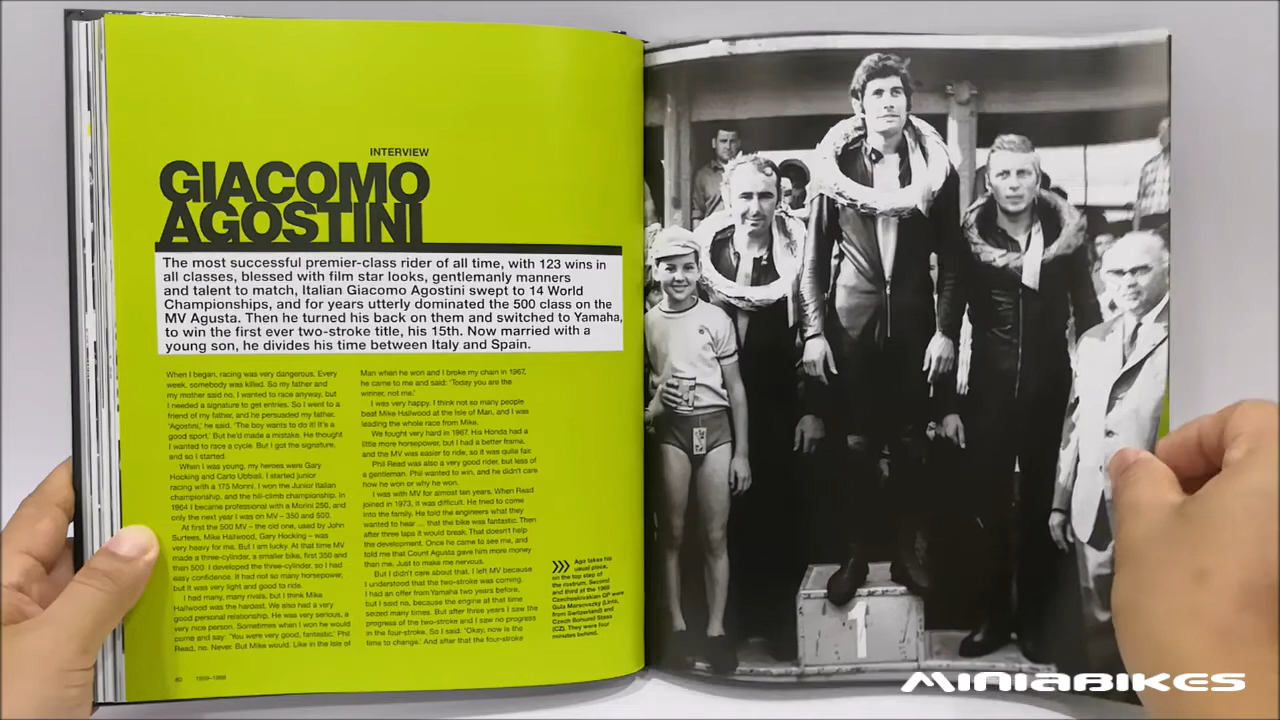 INTERVIEW
GIACOMO
AGOSTINI
The most successful premier-class rider of all time, with 123 wins in
all classes, blessed with film star looks, gentlemanly manners
and talent to match, Italian Giacomo Agostini swept to 14 World
Championships, and for years utterly dominated the 500 class on the
MV Agusta. Then he turned his back on them and switched to Yamaha,
to win the first ever two-stroke title, his 15th. Now married with a
young son, he divides his time between Italy and Spain.
When I began, racing was very dangerous. Every
week, somebody was killed. So my father and
my mother said no. I wanted to race anyway, but
I needed a signature to get entries. So I went to a
friend of my father, and he persuaded my father.
'Agostini,' he said, 'The boy wants to do it! It's a
good sport.' But he'd made a mistake. He thought
I wanted to race a cycle. But I got the signature,
and so I started.
When I was young, my heroes were Gary
Hocking and Carlo Ubbiali. I started junior
racing with a 175 Morini. I won the Junior Italian
championship, and the hill-climb championship. In
1964 I became professional with a Morini 250, and
only the next year I was on MV – 350 and 500.
At first the 500 MV – the old one, used by John
Surtees, Mike Hailwood, Gary Hocking – was
very heavy for me. But I am lucky. At that time MV
made a three-cylinder, a smaller bike, first 350 and
then 500. I developed the three-cylinder, so I had
easy confidence. It had not so many horsepower,
but it was very light and good to ride.
I had many, many rivals, but I think Mike
Hailwood was the hardest. We also had a very
good personal relationship. He was very serious, a
very nice person. Sometimes when I won he would
come and say: 'You were very good, fantastic.' Phil
Read, no. Never. But Mike would. Like in the Isle of
Man when he won and I broke my chain in 1967,
he came to me and said: 'Today you are the
winner, not me.'
I was very happy. I think not so many people
beat Mike Hailwood at the Isle of Man, and I was
leading the whole race from Mike.
We fought very hard in 1967. His Honda had a
little more horsepower, but I had a better frame,
and the MV was easier to ride, so it was quite fair.
Phil Read was also a very good rider, but less of
a gentleman. Phil wanted to win, and he didn't care
how he won or why he won.
I was with MV for almost ten years. When Read
joined in 1973, it was difficult. He tried to come
into the family. He told the engineers what they
wanted to hear ... that the bike was fantastic. Then
after three laps it would break. That doesn't help
the development. Once he came to see me, and
told me that Count Agusta gave him more money
than me. Just to make me nervous.
But I didn't care about that. I left MV because
I understood that the two-stroke was coming.
I had an offer from Yamaha two years before,
but I said no, because the engine at that time
seized many times. But after three years I saw the
progress of the two-stroke and I saw no progress
in the four-stroke. So I said: 'Okay, now is the
time to change.' And after that the four-stroke
Ago takes his
usual place,
on the top step of
the rostrum. Second
and third at the 1969
Czechoslovakian GP were
Gula Marsovszky (Linto,
from Switzerland) and
Czech Bohumil Stasa
(CZ). They were four
minutes behind.
80 1959–1969
1
MINIABIKES